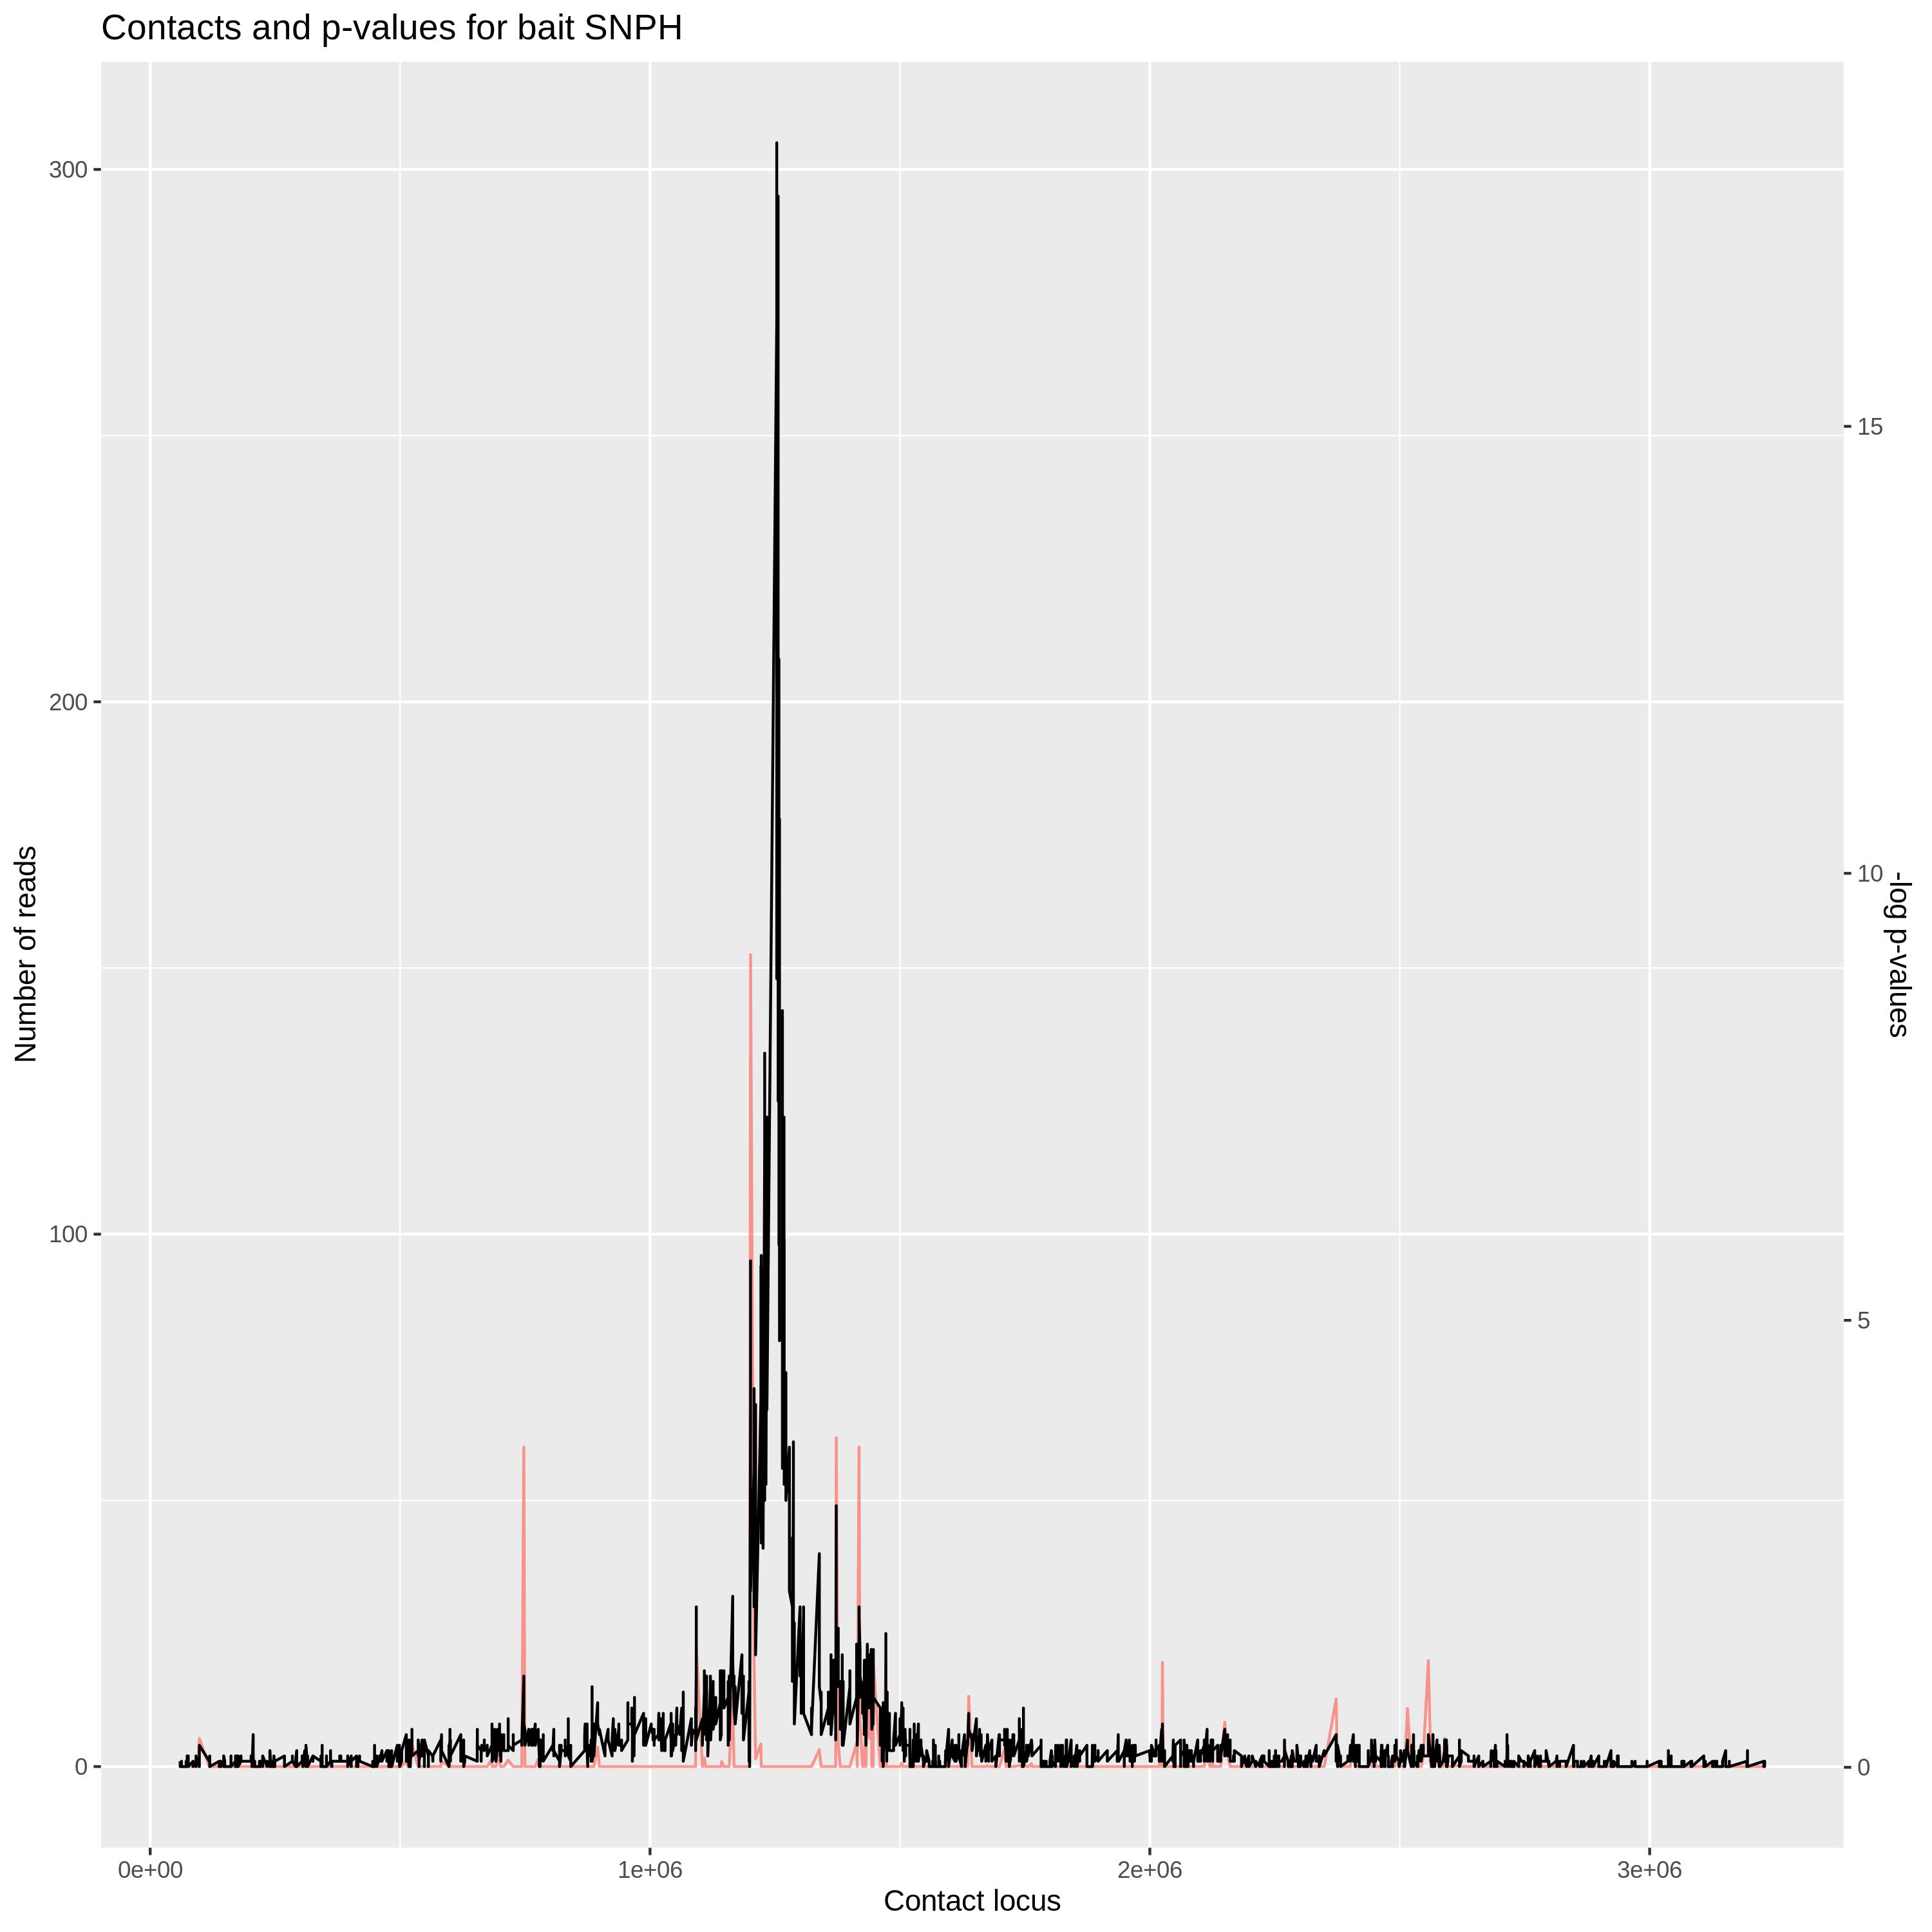 Contacts and p-values for bait SNPH
300
200
100
0
Number of reads
15
10
5
0
-log p-values
0e+00 1e+06 2e+06 3e+06
Contact locus